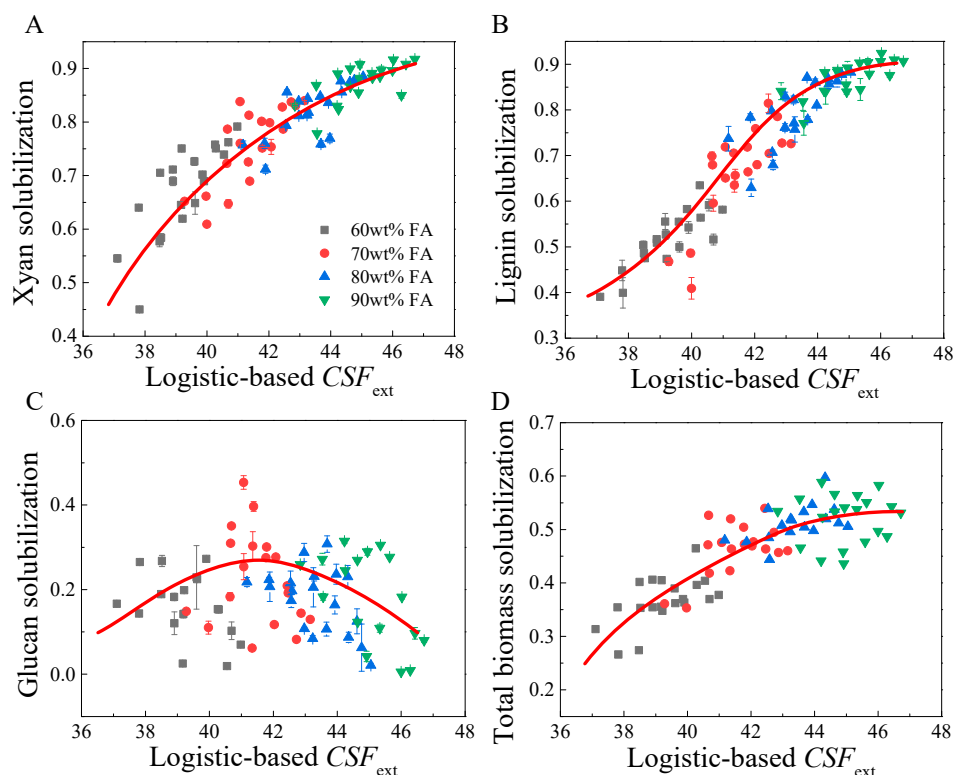 A
Xyan solubilization
0.9
0.8
0.7
0.6
0.5
0.4
60wt% FA
70wt% FA
80wt% FA
90wt% FA
36 38 40 42 44 46 48
Logistic-based CSFext
B
Lignin solubilization
0.9
0.8
0.7
0.6
0.5
0.4
0.3
36 38 40 42 44 46 48
Logistic-based CSFext
C
Glucan solubilization
0.6
0.4
0.2
0.0
36 38 40 42 44 46 48
Logistic-based CSFext
D
Total biomass solubilization
0.7
0.6
0.5
0.4
0.3
0.2
36 38 40 42 44 46 48
Logistic-based CSFext